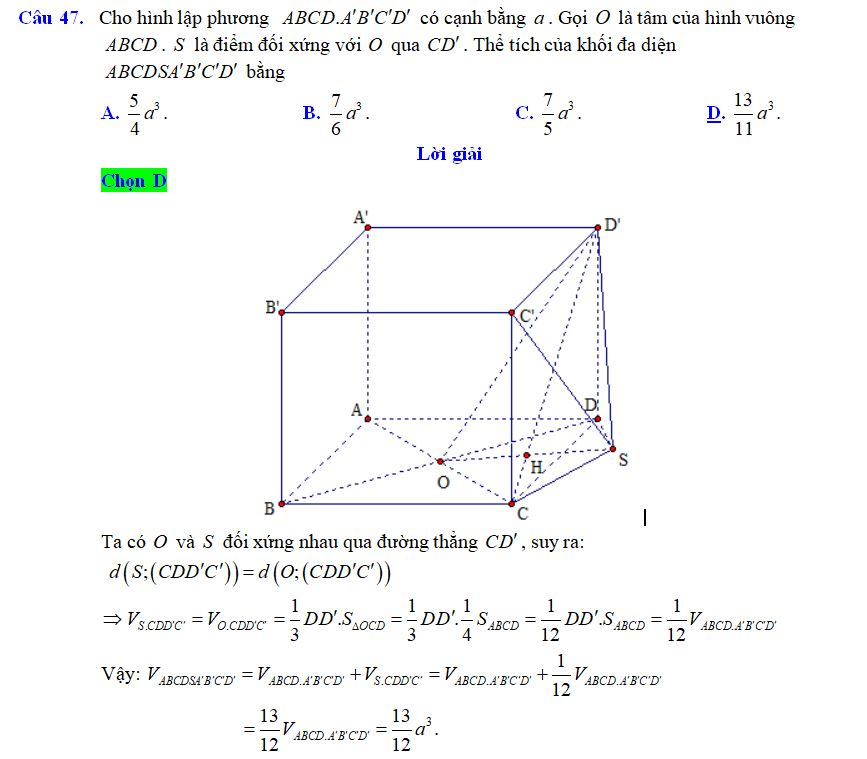 Câu 47. Cho hình lập phương ABCD.A'B'C'D' có cạnh bằng a. Gọi O là tâm của hình vuông
ABCD. S là điểm đối xứng với O qua CD'. Thể tích của khối đa diện
ABCDSA'B'C'D' bằng
A. 5/4 a³. B. 7/6 a³. C. 7/5 a³. D. 13/11 a³.
Lời giải
Chọn D
A'
D'
B'
C'
A
D
S
H
O
B
C
Ta có O và S đối xứng nhau qua đường thẳng CD', suy ra:
d(S;(CDD'C')) = d(O;(CDD'C'))
⇒ V_{S.CDD'C'} = V_{O.CDD'C'} = 1/3 DD'.S_{ΔOCD} = 1/3 DD'.1/4 S_{ABCD} = 1/12 DD'.S_{ABCD} = 1/12 V_{ABCD.A'B'C'D'}
Vậy: V_{ABCDSA'B'C'D'} = V_{ABCD.A'B'C'D'} + V_{S.CDD'C'} = V_{ABCD.A'B'C'D'} + 1/12 V_{ABCD.A'B'C'D'}
= 13/12 V_{ABCD.A'B'C'D'} = 13/12 a³.